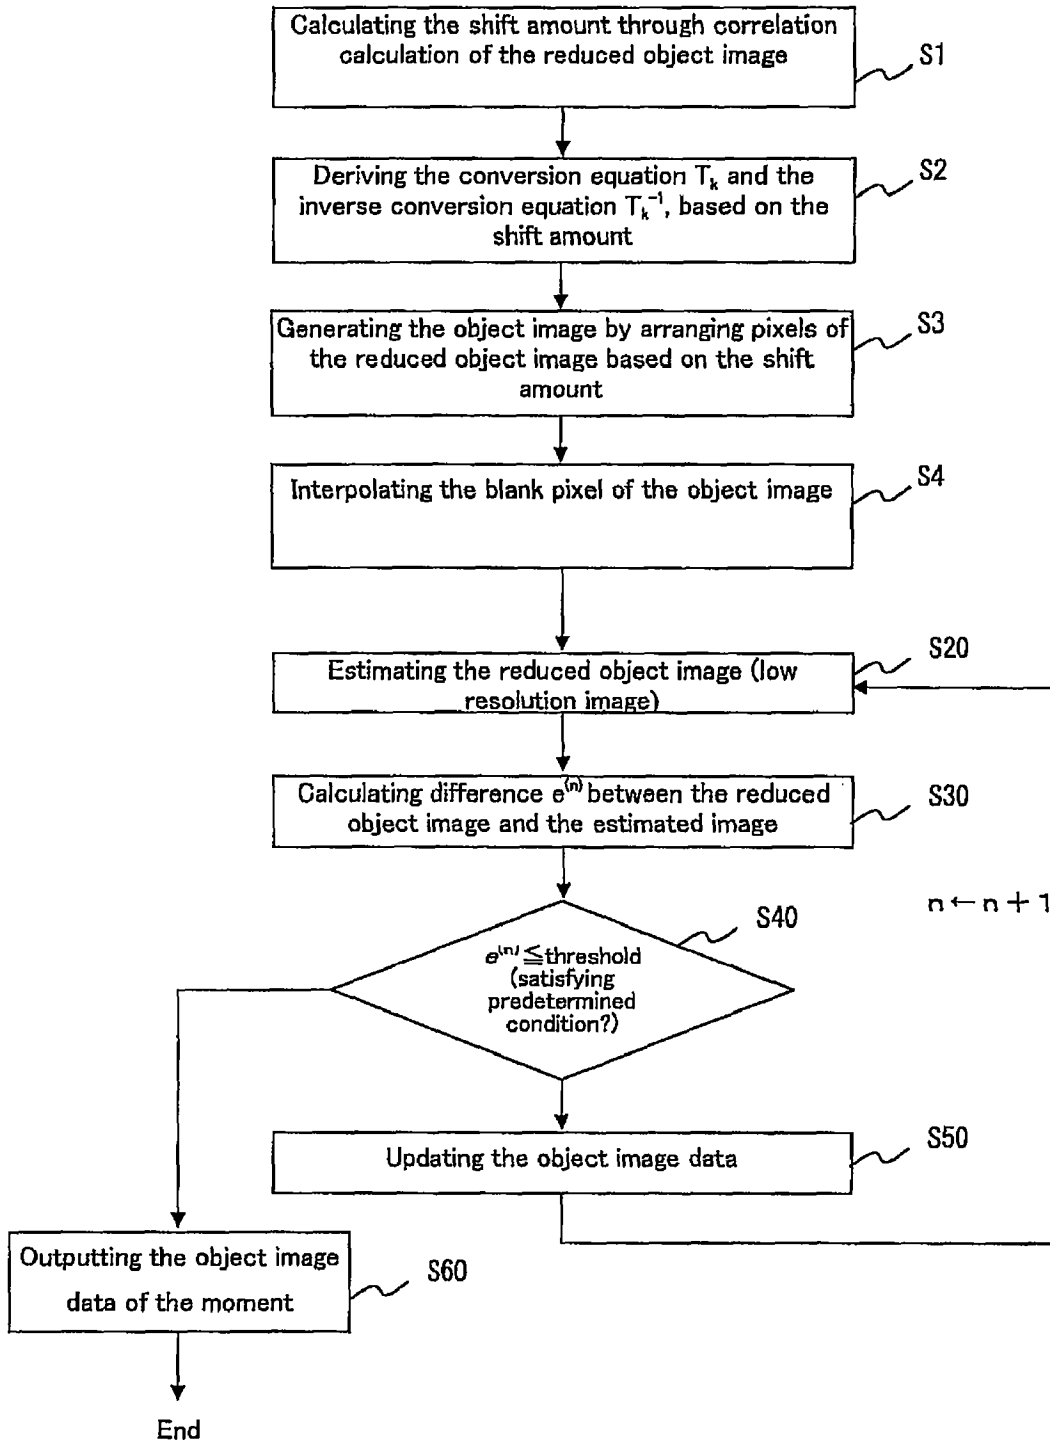 Calculating the shift amount through correlation
calculation of the reduced object image
S1
Deriving the conversion equation Tₖ and the
inverse conversion equation Tₖ⁻¹, based on the
shift amount
S2
Generating the object image by arranging pixels of
the reduced object image based on the shift
amount
S3
Interpolating the blank pixel of the object image
S4
Estimating the reduced object image (low
resolution image)
S20
Calculating difference e⁽ⁿ⁾ between the reduced
object image and the estimated image
S30
n ← n + 1
S40
e⁽ⁿ⁾≦threshold
(satisfying
predetermined
condition?)
Updating the object image data
S50
Outputting the object image
data of the moment
S60
End